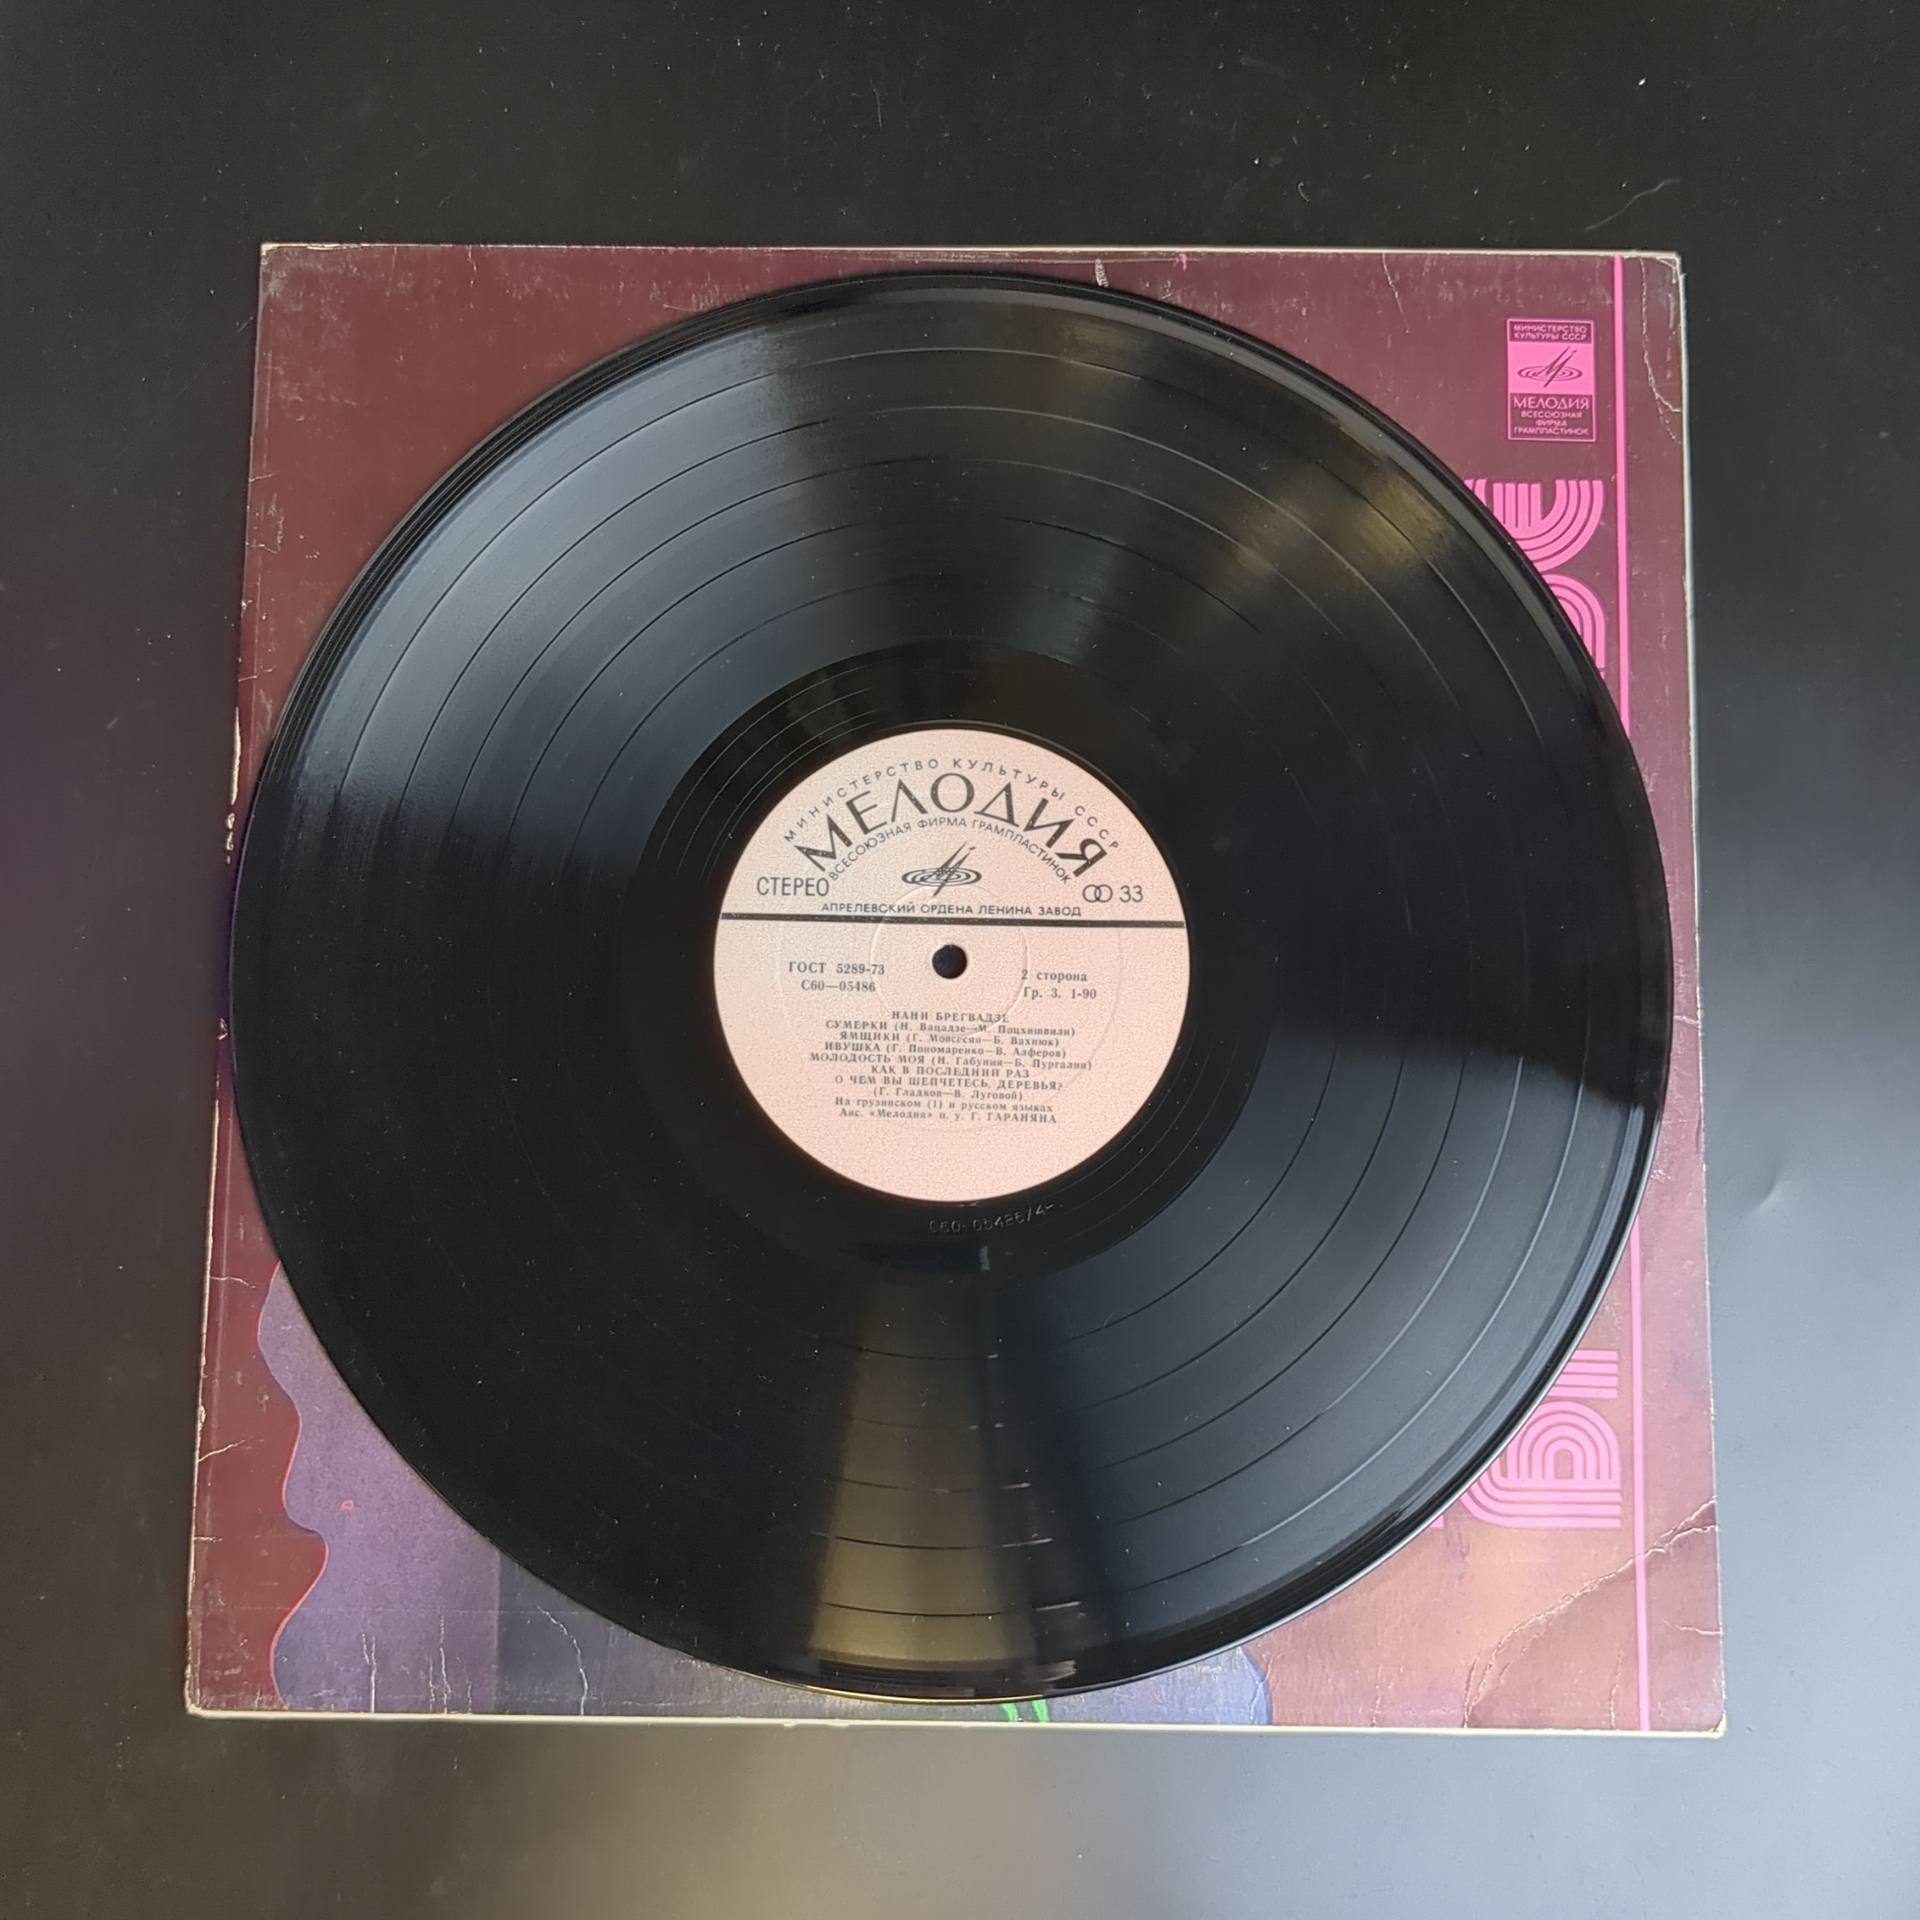 МИНИСТЕРСТВО КУЛЬТУРЫ СССР
МЕЛОДИЯ
ВСЕСОЮЗНАЯ ФИРМА ГРАМПЛАСТИНОК
СТЕРЕО
33
АПРЕЛЕВСКИЙ ОРДЕНА ЛЕНИНА ЗАВОД
ГОСТ 5289-73
С60—05486
2 сторона
Гр. 3. 1-90
НАНИ БРЕГВАДЗЕ
СУМЕРКИ (Н. Вацадзе—М. Поцхишвили)
ЯМЩИКИ (Г. Мовсесян—Б. Вахнюк)
ИВУШКА (Г. Пономаренко—В. Алферов)
МОЛОДОСТЬ МОЯ (Н. Габуния—Б. Пургалин)
КАК В ПОСЛЕДНИЙ РАЗ
О ЧЕМ ВЫ ШЕПЧЕТЕСЬ, ДЕРЕВЬЯ?
(Г. Гладков—В. Луговой)
На грузинском (1) и русском языках
Анс. «Мелодия» п. у. Г. ГАРАНЯНА
С60-05486/4-
МИНИСТЕРСТВО
КУЛЬТУРЫ СССР
МЕЛОДИЯ
ВСЕСОЮЗНАЯ
ФИРМА
ГРАМПЛАСТИНОК